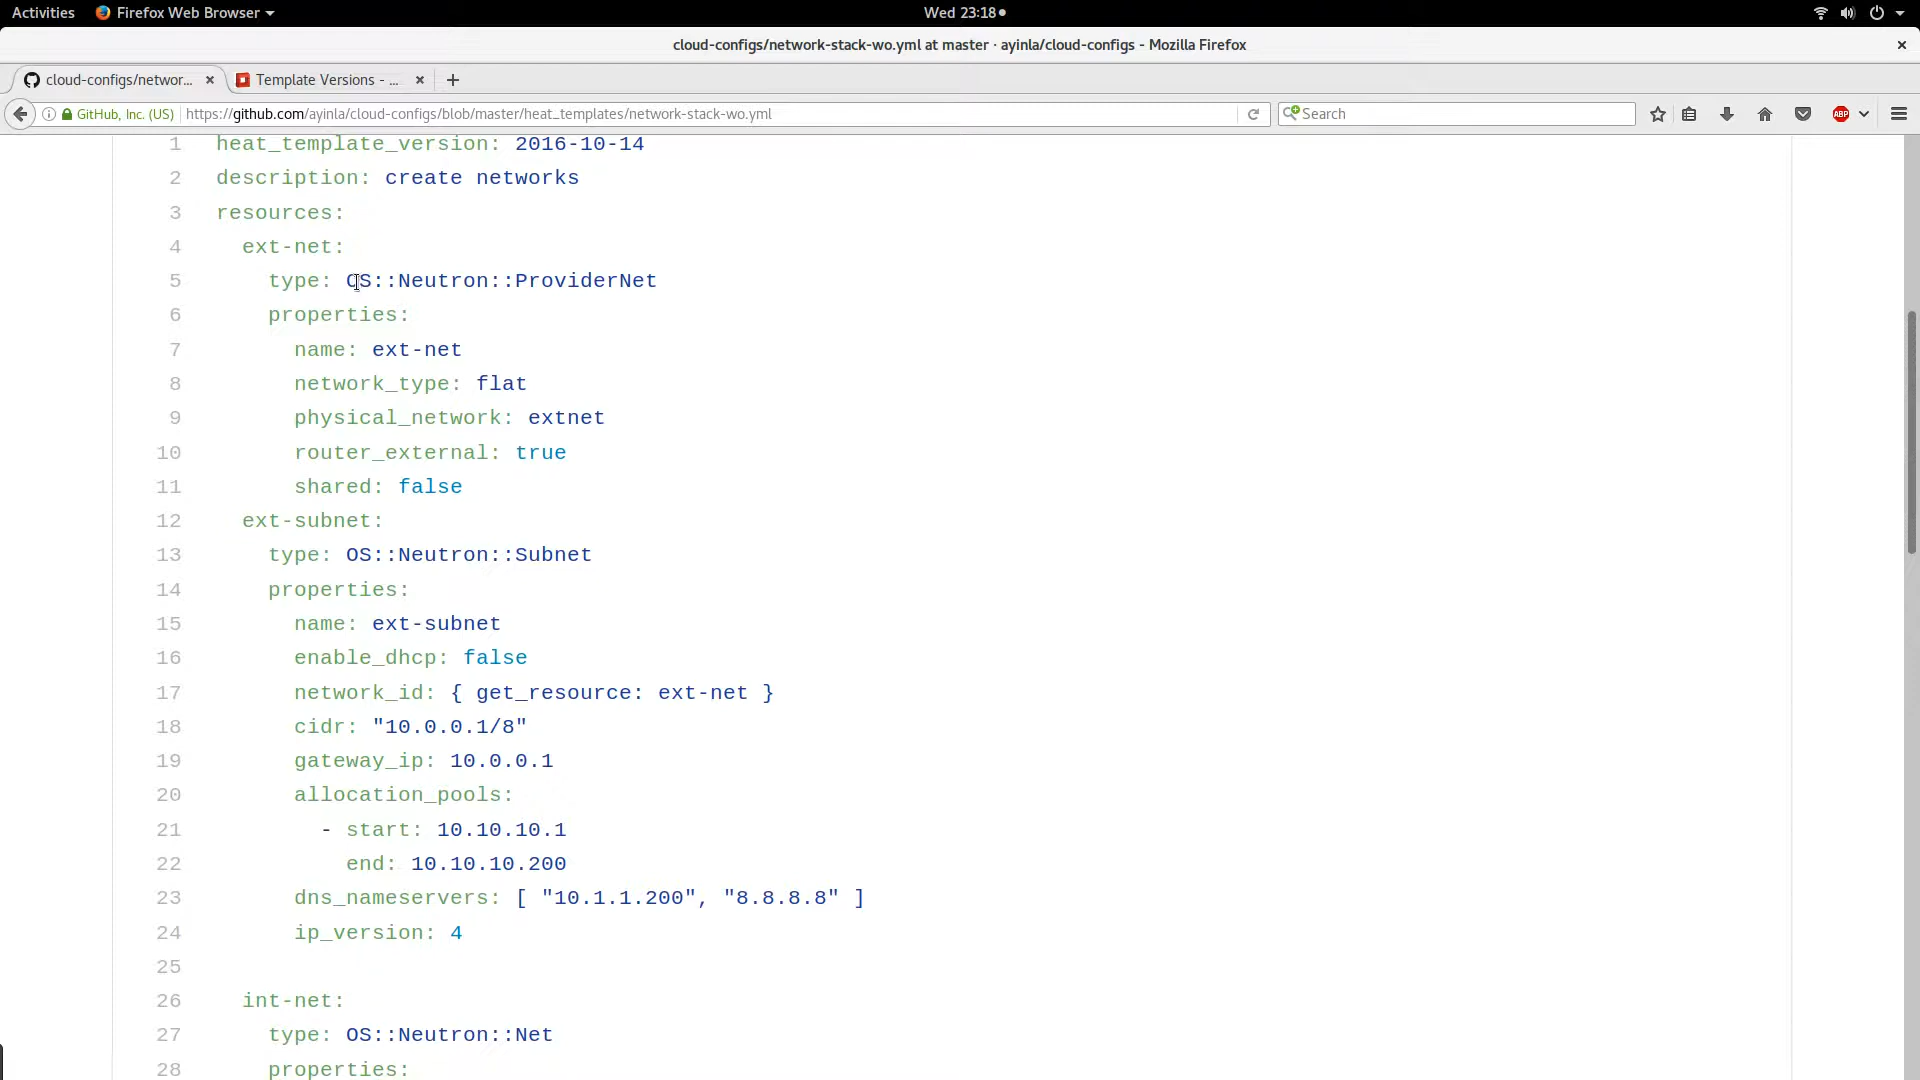 Activities Firefox Web Browser Wed 23:18
cloud-configs/network-stack-wo.yml at master · ayinla/cloud-configs - Mozilla Firefox
cloud-configs/networ... Template Versions - ...
GitHub, Inc. (US) https://github.com/ayinla/cloud-configs/blob/master/heat_templates/network-stack-wo.yml Search ABP
1 heat_template_version: 2016-10-14
2 description: create networks
3 resources:
4 ext-net:
5 type: OS::Neutron::ProviderNet
6 properties:
7 name: ext-net
8 network_type: flat
9 physical_network: extnet
10 router_external: true
11 shared: false
12 ext-subnet:
13 type: OS::Neutron::Subnet
14 properties:
15 name: ext-subnet
16 enable_dhcp: false
17 network_id: { get_resource: ext-net }
18 cidr: "10.0.0.1/8"
19 gateway_ip: 10.0.0.1
20 allocation_pools:
21 - start: 10.10.10.1
22 end: 10.10.10.200
23 dns_nameservers: [ "10.1.1.200", "8.8.8.8" ]
24 ip_version: 4
25
26 int-net:
27 type: OS::Neutron::Net
28 properties: